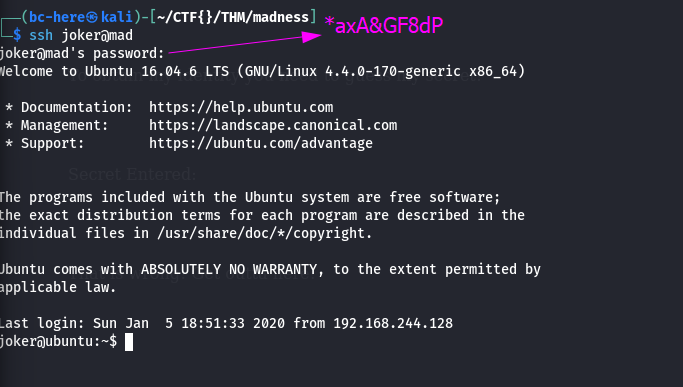 (bc-here㉿kali)-[~/CTF{}/THM/madness]
*axA&GF8dP
$ ssh joker@mad
joker@mad's password:
Welcome to Ubuntu 16.04.6 LTS (GNU/Linux 4.4.0-170-generic x86_64)
* Documentation:  https://help.ubuntu.com
* Management:     https://landscape.canonical.com
* Support:        https://ubuntu.com/advantage
Secret Entered:
The programs included with the Ubuntu system are free software;
the exact distribution terms for each program are described in the
individual files in /usr/share/doc/*/copyright.
Ubuntu comes with ABSOLUTELY NO WARRANTY, to the extent permitted by
applicable law.
Last login: Sun Jan  5 18:51:33 2020 from 192.168.244.128
joker@ubuntu:~$